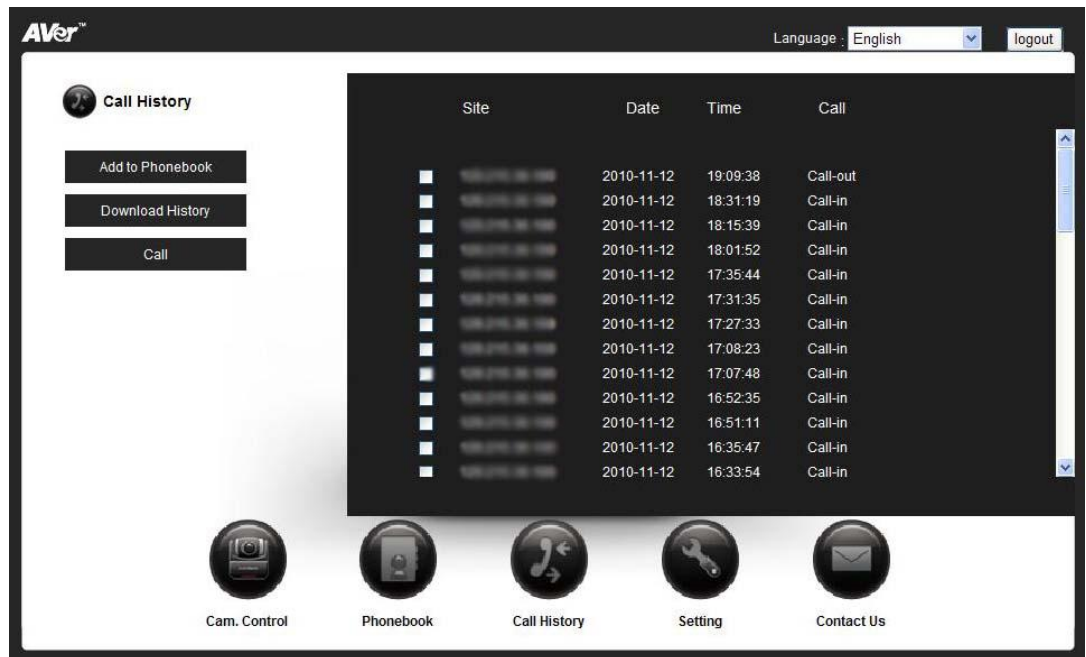 AVer™
Language : English
logout
Call History
Add to Phonebook
Download History
Call
Site Date Time Call
2010-11-12 19:09:38 Call-out
2010-11-12 18:31:19 Call-in
2010-11-12 18:15:39 Call-in
2010-11-12 18:01:52 Call-in
2010-11-12 17:35:44 Call-in
2010-11-12 17:31:35 Call-in
2010-11-12 17:27:33 Call-in
2010-11-12 17:08:23 Call-in
2010-11-12 17:07:48 Call-in
2010-11-12 16:52:35 Call-in
2010-11-12 16:51:11 Call-in
2010-11-12 16:35:47 Call-in
2010-11-12 16:33:54 Call-in
Cam. Control
Phonebook
Call History
Setting
Contact Us